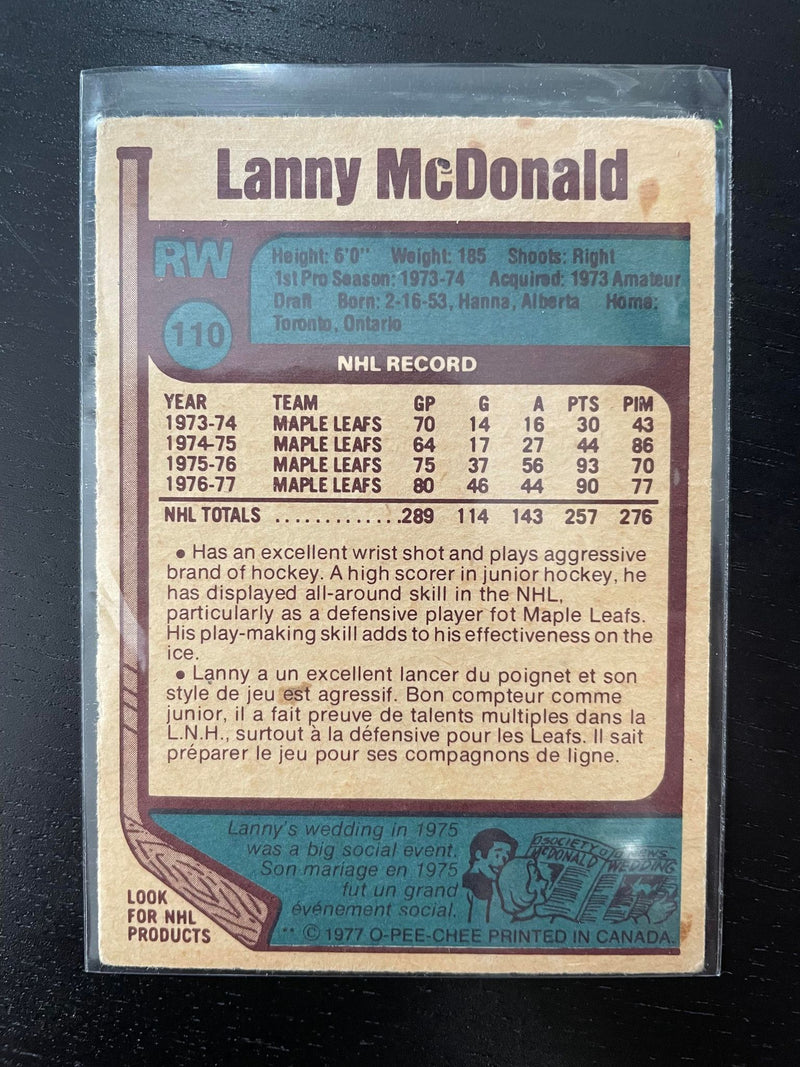 Lanny McDonald
RW
110
Height: 6'0" Weight: 185 Shoots: Right
1st Pro Season: 1973-74 Acquired: 1973 Amateur
Draft Born: 2-16-53, Hanna, Alberta Home:
Toronto, Ontario
NHL RECORD
YEAR TEAM GP G A PTS PIM
1973-74 MAPLE LEAFS 70 14 16 30 43
1974-75 MAPLE LEAFS 64 17 27 44 86
1975-76 MAPLE LEAFS 75 37 56 93 70
1976-77 MAPLE LEAFS 80 46 44 90 77
NHL TOTALS .............289 114 143 257 276
● Has an excellent wrist shot and plays aggressive
brand of hockey. A high scorer in junior hockey, he
has displayed all-around skill in the NHL,
particularly as a defensive player fot Maple Leafs.
His play-making skill adds to his effectiveness on the
ice.
● Lanny a un excellent lancer du poignet et son
style de jeu est agressif. Bon compteur comme
junior, il a fait preuve de talents multiples dans la
L.N.H., surtout à la défensive pour les Leafs. Il sait
préparer le jeu pour ses compagnons de ligne.
Lanny's wedding in 1975
was a big social event.
Son mariage en 1975
fut un grand
événement social.
SOCIETY NEWS
McDONALD WEDDING
LOOK
FOR NHL
PRODUCTS
** © 1977 O-PEE-CHEE PRINTED IN CANADA.